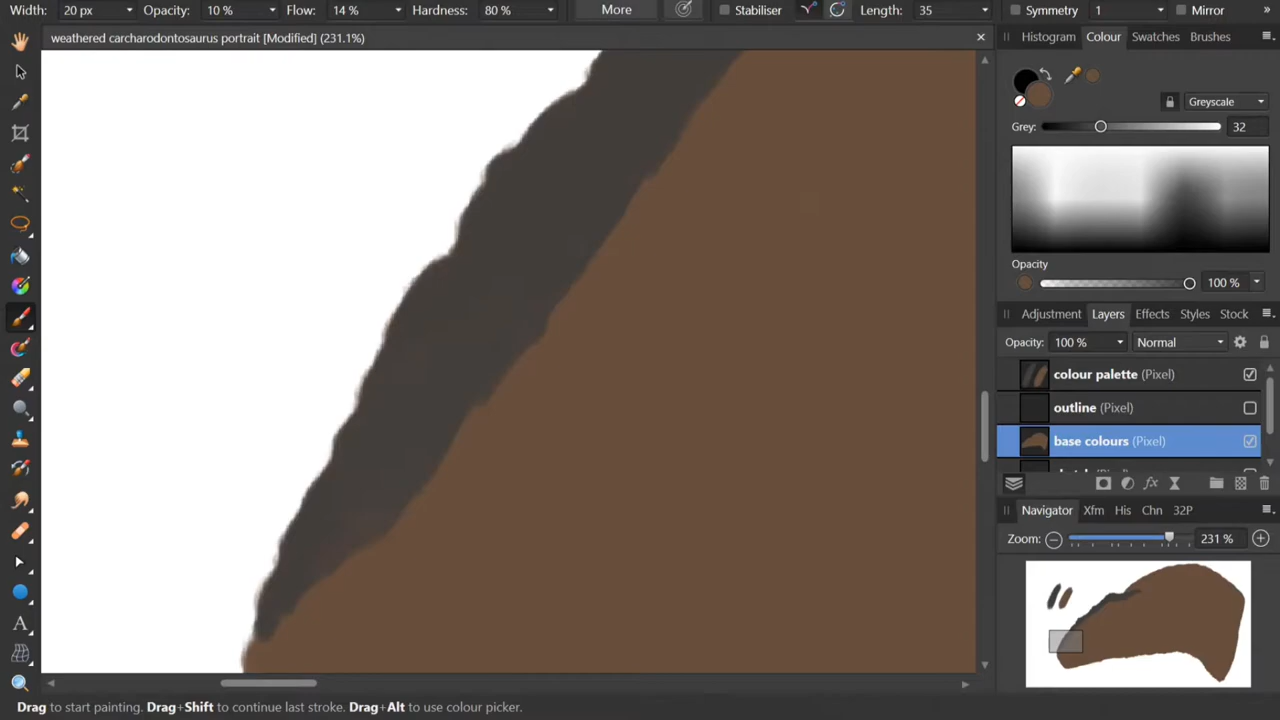 Width: 20 px Opacity: 10 % Flow: 14 % Hardness: 80 % More Stabiliser Length: 35 Symmetry 1 Mirror »
weathered carcharodontosaurus portrait [Modified] (231.1%)
Histogram Colour Swatches Brushes
Greyscale
Grey: 32
Opacity
100 %
Adjustment Layers Effects Styles Stock
Opacity: 100 % Normal
colour palette (Pixel)
outline (Pixel)
base colours (Pixel)
Navigator Xfm His Chn 32P
Zoom: 231 %
A
Drag to start painting. Drag+Shift to continue last stroke. Drag+Alt to use colour picker.